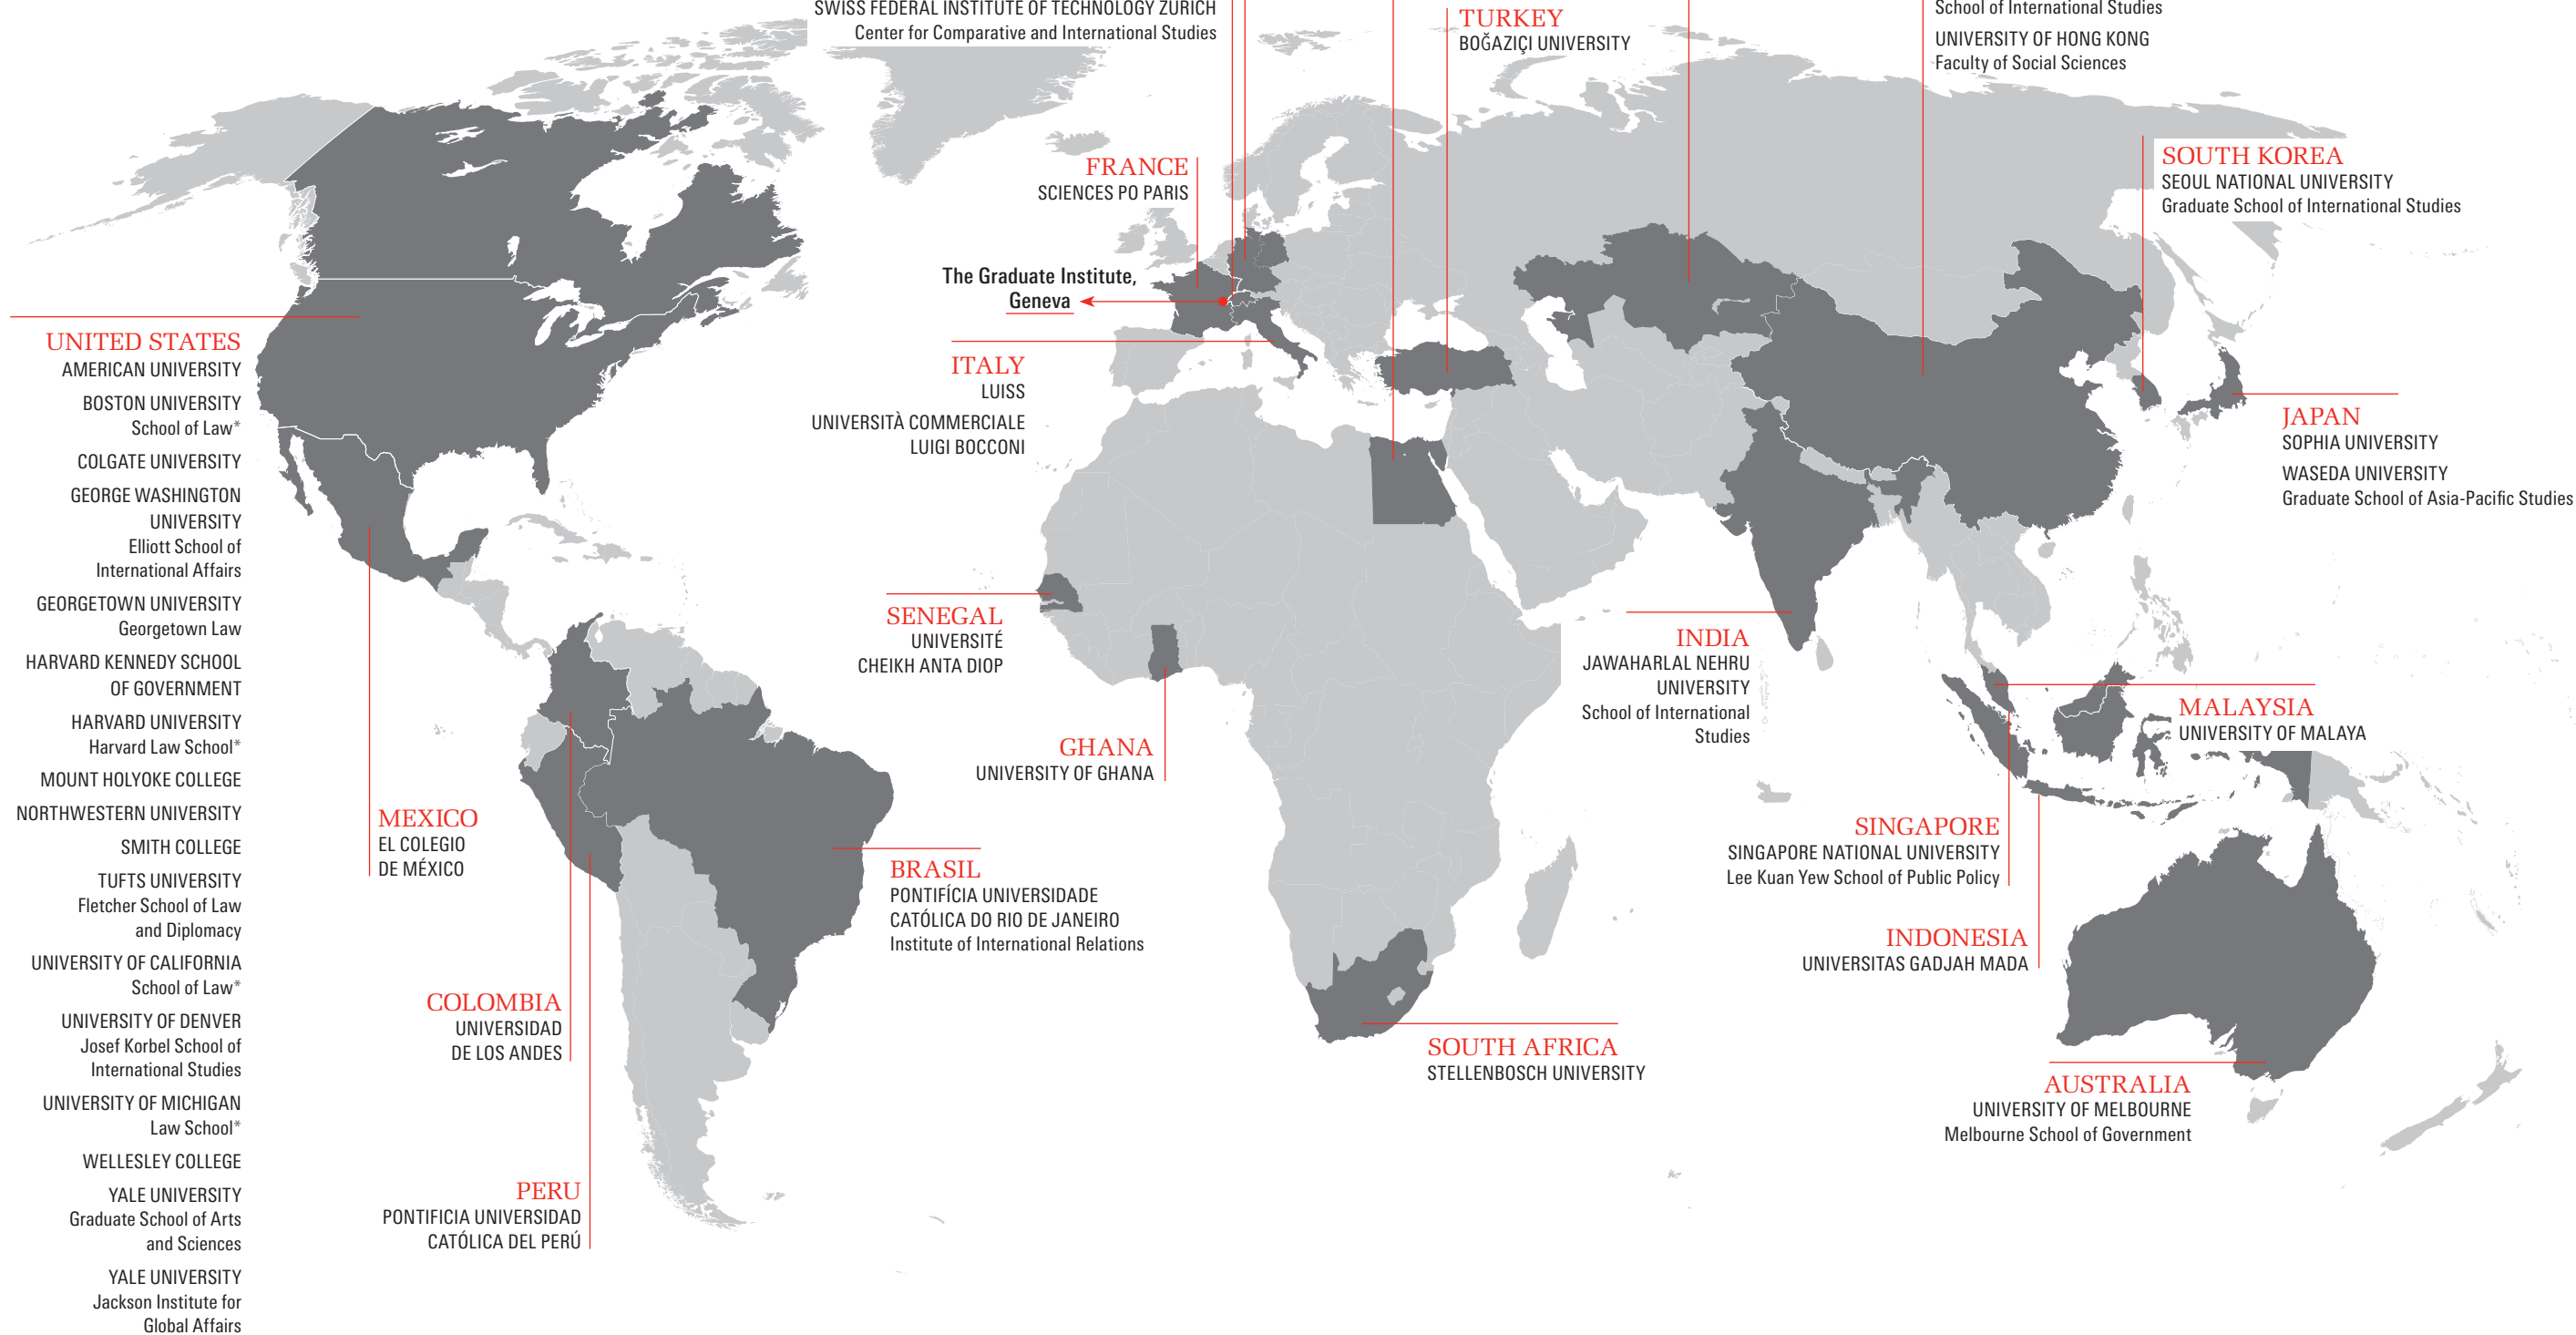 SWISS FEDERAL INSTITUTE OF TECHNOLOGY ZURICH
Center for Comparative and International Studies
TURKEY
BOĞAZIÇI UNIVERSITY
School of International Studies
UNIVERSITY OF HONG KONG
Faculty of Social Sciences
FRANCE
SCIENCES PO PARIS
SOUTH KOREA
SEOUL NATIONAL UNIVERSITY
Graduate School of International Studies
The Graduate Institute,
Geneva
UNITED STATES
AMERICAN UNIVERSITY
BOSTON UNIVERSITY
School of Law*
COLGATE UNIVERSITY
GEORGE WASHINGTON
UNIVERSITY
Elliott School of
International Affairs
GEORGETOWN UNIVERSITY
Georgetown Law
HARVARD KENNEDY SCHOOL
OF GOVERNMENT
HARVARD UNIVERSITY
Harvard Law School*
MOUNT HOLYOKE COLLEGE
NORTHWESTERN UNIVERSITY
SMITH COLLEGE
TUFTS UNIVERSITY
Fletcher School of Law
and Diplomacy
UNIVERSITY OF CALIFORNIA
School of Law*
UNIVERSITY OF DENVER
Josef Korbel School of
International Studies
UNIVERSITY OF MICHIGAN
Law School*
WELLESLEY COLLEGE
YALE UNIVERSITY
Graduate School of Arts
and Sciences
YALE UNIVERSITY
Jackson Institute for
Global Affairs
ITALY
LUISS
UNIVERSITÀ COMMERCIALE
LUIGI BOCCONI
JAPAN
SOPHIA UNIVERSITY
WASEDA UNIVERSITY
Graduate School of Asia-Pacific Studies
SENEGAL
UNIVERSITÉ
CHEIKH ANTA DIOP
INDIA
JAWAHARLAL NEHRU
UNIVERSITY
School of International
Studies
MALAYSIA
UNIVERSITY OF MALAYA
GHANA
UNIVERSITY OF GHANA
MEXICO
EL COLEGIO
DE MÉXICO
SINGAPORE
SINGAPORE NATIONAL UNIVERSITY
Lee Kuan Yew School of Public Policy
BRASIL
PONTIFÍCIA UNIVERSIDADE
CATÓLICA DO RIO DE JANEIRO
Institute of International Relations
INDONESIA
UNIVERSITAS GADJAH MADA
COLOMBIA
UNIVERSIDAD
DE LOS ANDES
SOUTH AFRICA
STELLENBOSCH UNIVERSITY
AUSTRALIA
UNIVERSITY OF MELBOURNE
Melbourne School of Government
PERU
PONTIFICIA UNIVERSIDAD
CATÓLICA DEL PERÚ